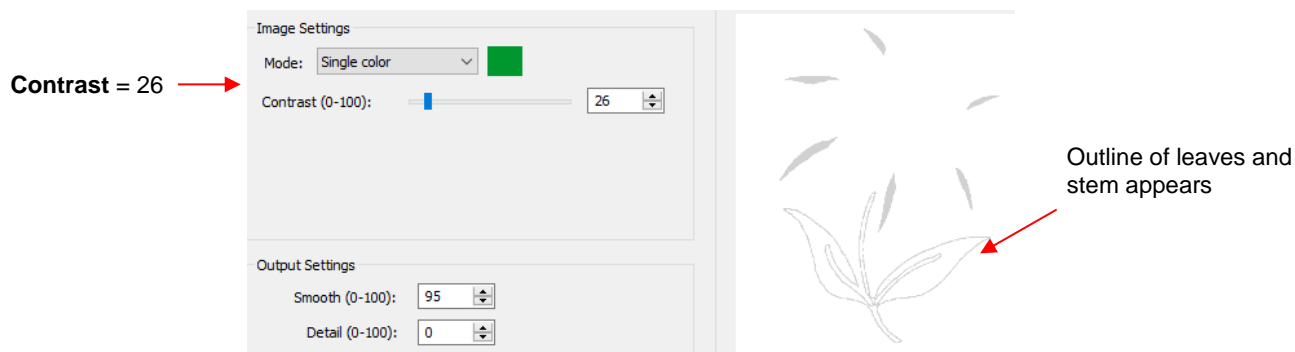 Image Settings
Mode: Single color
Contrast = 26
Contrast (0-100): 26
Outline of leaves and
stem appears
Output Settings
Smooth (0-100): 95
Detail (0-100): 0